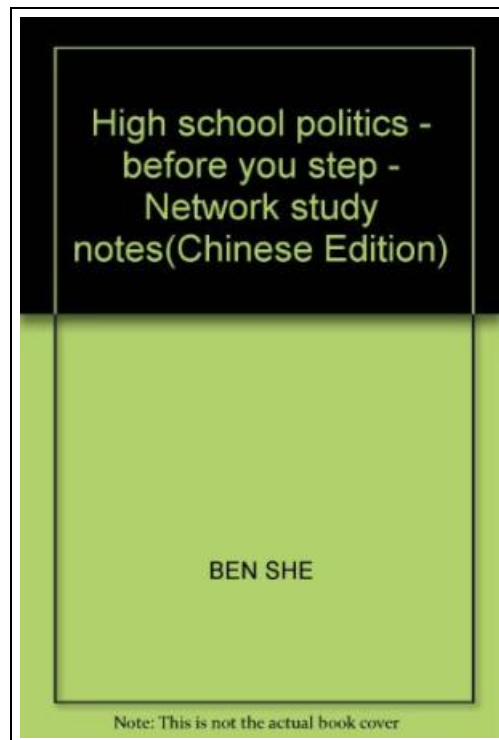 High school politics -
before you step -
Network study
notes(Chinese Edition)
BEN SHE
Note: This is not the actual book cover